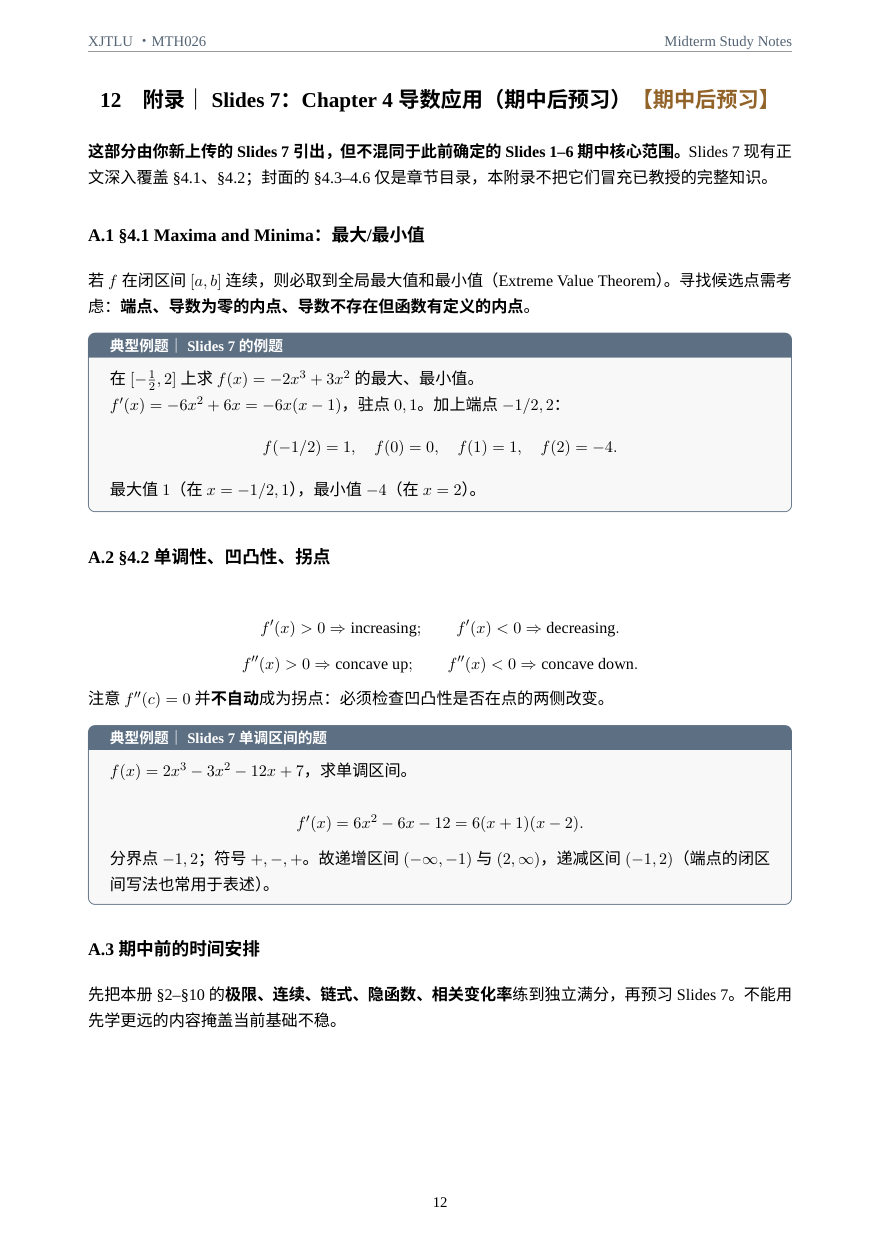 XJTLU ・MTH026 Midterm Study Notes
12 附录｜ Slides 7：Chapter 4 导数应用（期中后预习）【期中后预习】
这部分由你新上传的 Slides 7 引出，但不混同于此前确定的 Slides 1–6 期中核心范围。Slides 7 现有正
文深入覆盖 §4.1、§4.2；封面的 §4.3–4.6 仅是章节目录，本附录不把它们冒充已教授的完整知识。
A.1 §4.1 Maxima and Minima：最大/最小值
若 f 在闭区间 [a, b] 连续，则必取到全局最大值和最小值（Extreme Value Theorem）。寻找候选点需考
虑：端点、导数为零的内点、导数不存在但函数有定义的内点。
典型例题｜ Slides 7 的例题
在 [−1/2, 2] 上求 f(x) = −2x³ + 3x² 的最大、最小值。
f′(x) = −6x² + 6x = −6x(x − 1)，驻点 0, 1。加上端点 −1/2, 2：
f(−1/2) = 1, f(0) = 0, f(1) = 1, f(2) = −4.
最大值 1（在 x = −1/2, 1），最小值 −4（在 x = 2）。
A.2 §4.2 单调性、凹凸性、拐点
f′(x) > 0 ⇒ increasing; f′(x) < 0 ⇒ decreasing.
f″(x) > 0 ⇒ concave up; f″(x) < 0 ⇒ concave down.
注意 f″(c) = 0 并不自动成为拐点：必须检查凹凸性是否在点的两侧改变。
典型例题｜ Slides 7 单调区间的题
f(x) = 2x³ − 3x² − 12x + 7，求单调区间。
f′(x) = 6x² − 6x − 12 = 6(x + 1)(x − 2).
分界点 −1, 2；符号 +, −, +。故递增区间 (−∞, −1) 与 (2, ∞)，递减区间 (−1, 2)（端点的闭区
间写法也常用于表述）。
A.3 期中前的时间安排
先把本册 §2–§10 的极限、连续、链式、隐函数、相关变化率练到独立满分，再预习 Slides 7。不能用
先学更远的内容掩盖当前基础不稳。
12